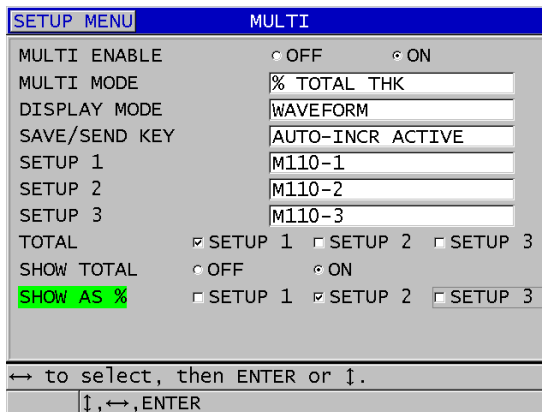 SETUP MENU MULTI
MULTI ENABLE OFF ON
MULTI MODE % TOTAL THK
DISPLAY MODE WAVEFORM
SAVE/SEND KEY AUTO-INCR ACTIVE
SETUP 1 M110-1
SETUP 2 M110-2
SETUP 3 M110-3
TOTAL SETUP 1 SETUP 2 SETUP 3
SHOW TOTAL OFF ON
SHOW AS % SETUP 1 SETUP 2 SETUP 3
↔ to select, then ENTER or ↕.
↕,↔,ENTER